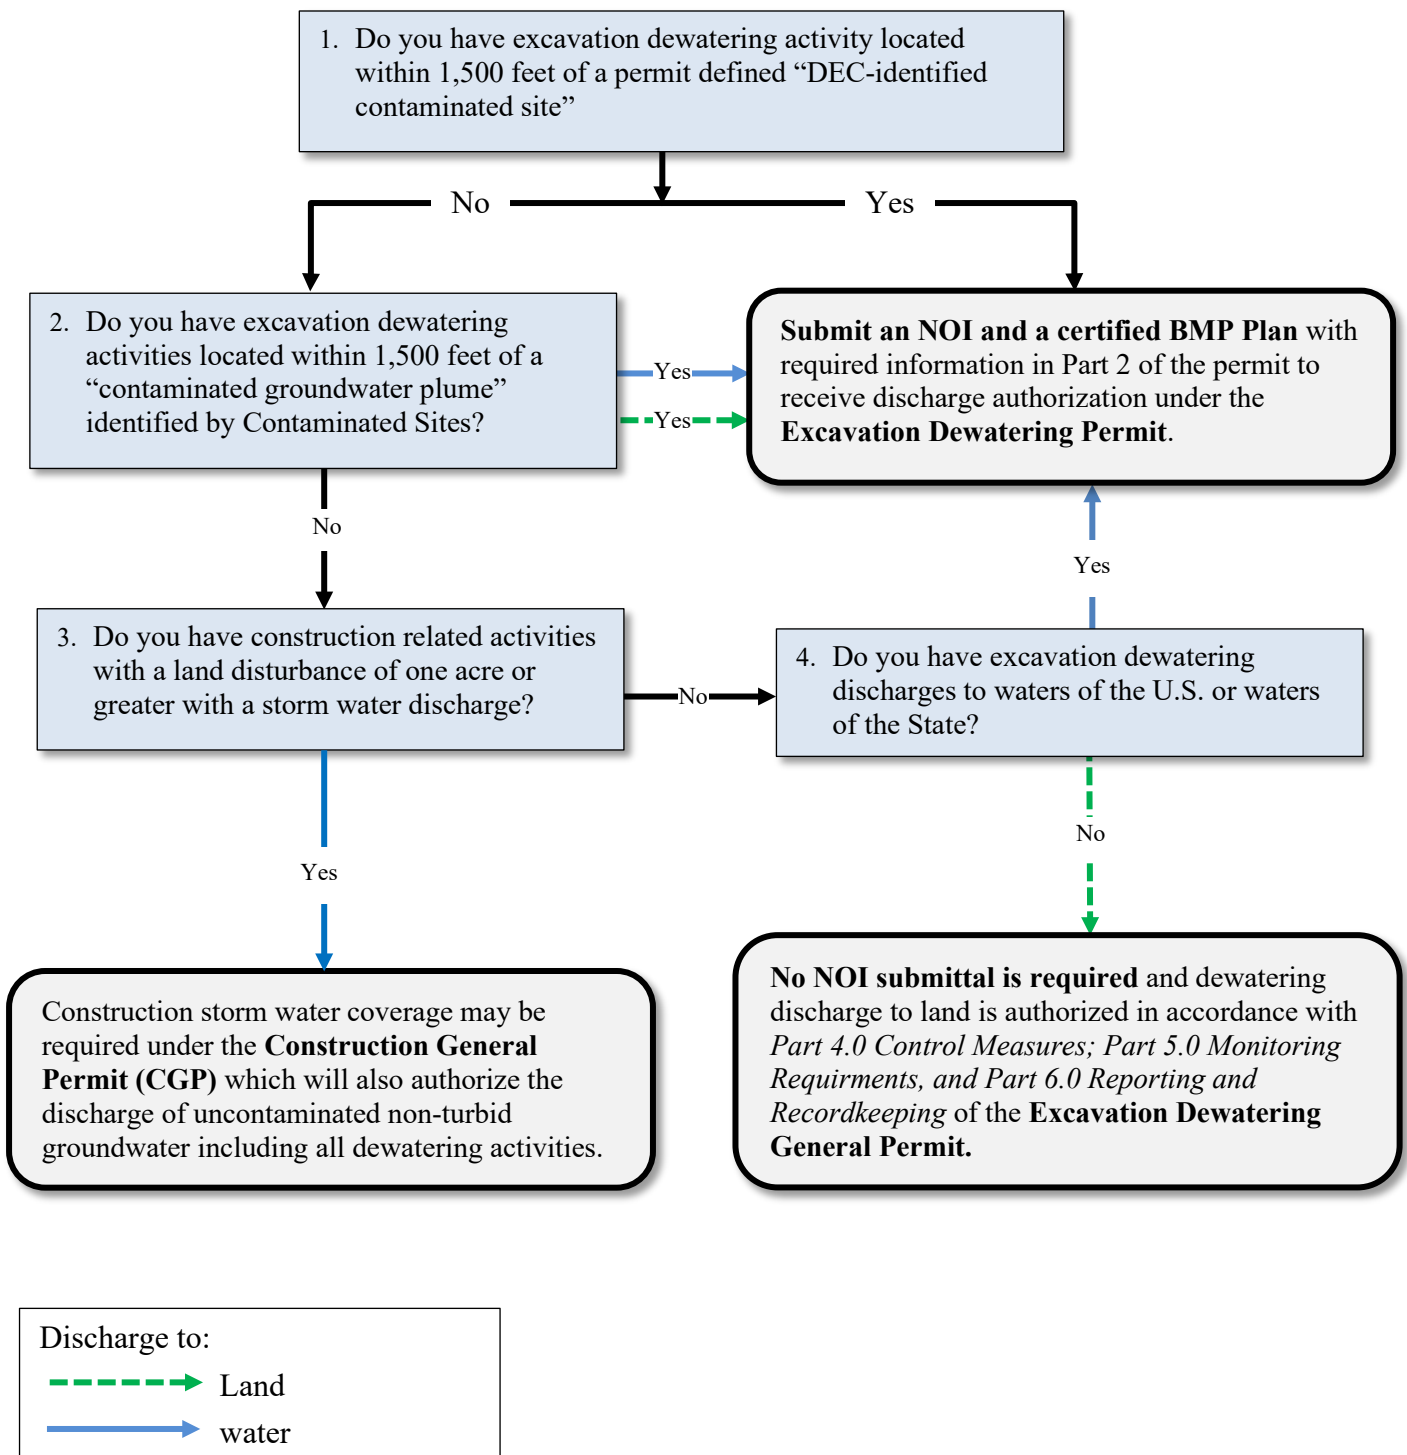 1. Do you have excavation dewatering activity located
within 1,500 feet of a permit defined “DEC-identified
contaminated site”
No
Yes
2. Do you have excavation dewatering
activities located within 1,500 feet of a
“contaminated groundwater plume”
identified by Contaminated Sites?
Yes
Yes
Submit an NOI and a certified BMP Plan with
required information in Part 2 of the permit to
receive discharge authorization under the
Excavation Dewatering Permit.
No
Yes
3. Do you have construction related activities
with a land disturbance of one acre or
greater with a storm water discharge?
No
4. Do you have excavation dewatering
discharges to waters of the U.S. or waters
of the State?
Yes
No
Construction storm water coverage may be
required under the Construction General
Permit (CGP) which will also authorize the
discharge of uncontaminated non-turbid
groundwater including all dewatering activities.
No NOI submittal is required and dewatering
discharge to land is authorized in accordance with
Part 4.0 Control Measures; Part 5.0 Monitoring
Requirments, and Part 6.0 Reporting and
Recordkeeping of the Excavation Dewatering
General Permit.
Discharge to:
Land
water